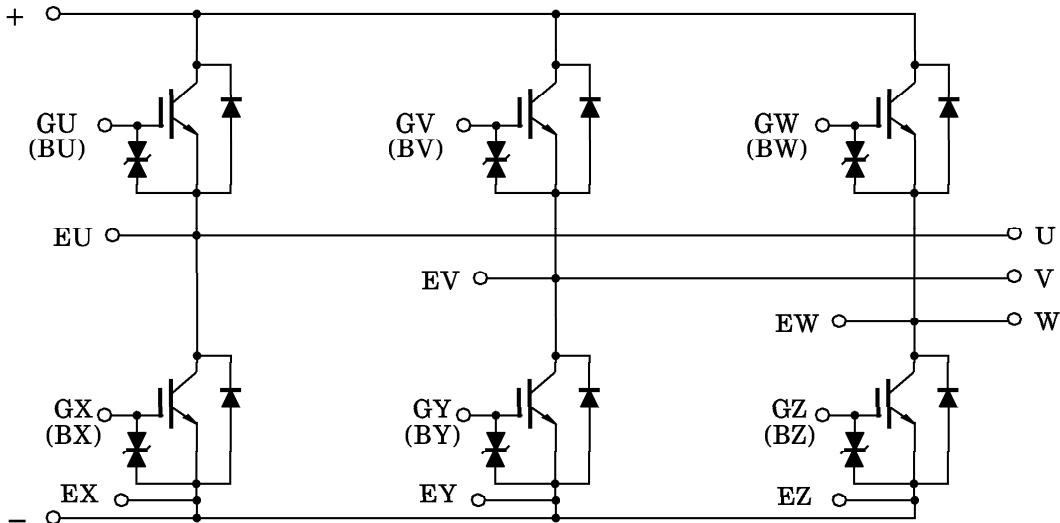 +
GU GV GW
(BU) (BV) (BW)
EU U
EV V
EW W
GX GY GZ
(BX) (BY) (BZ)
EX EY EZ
−